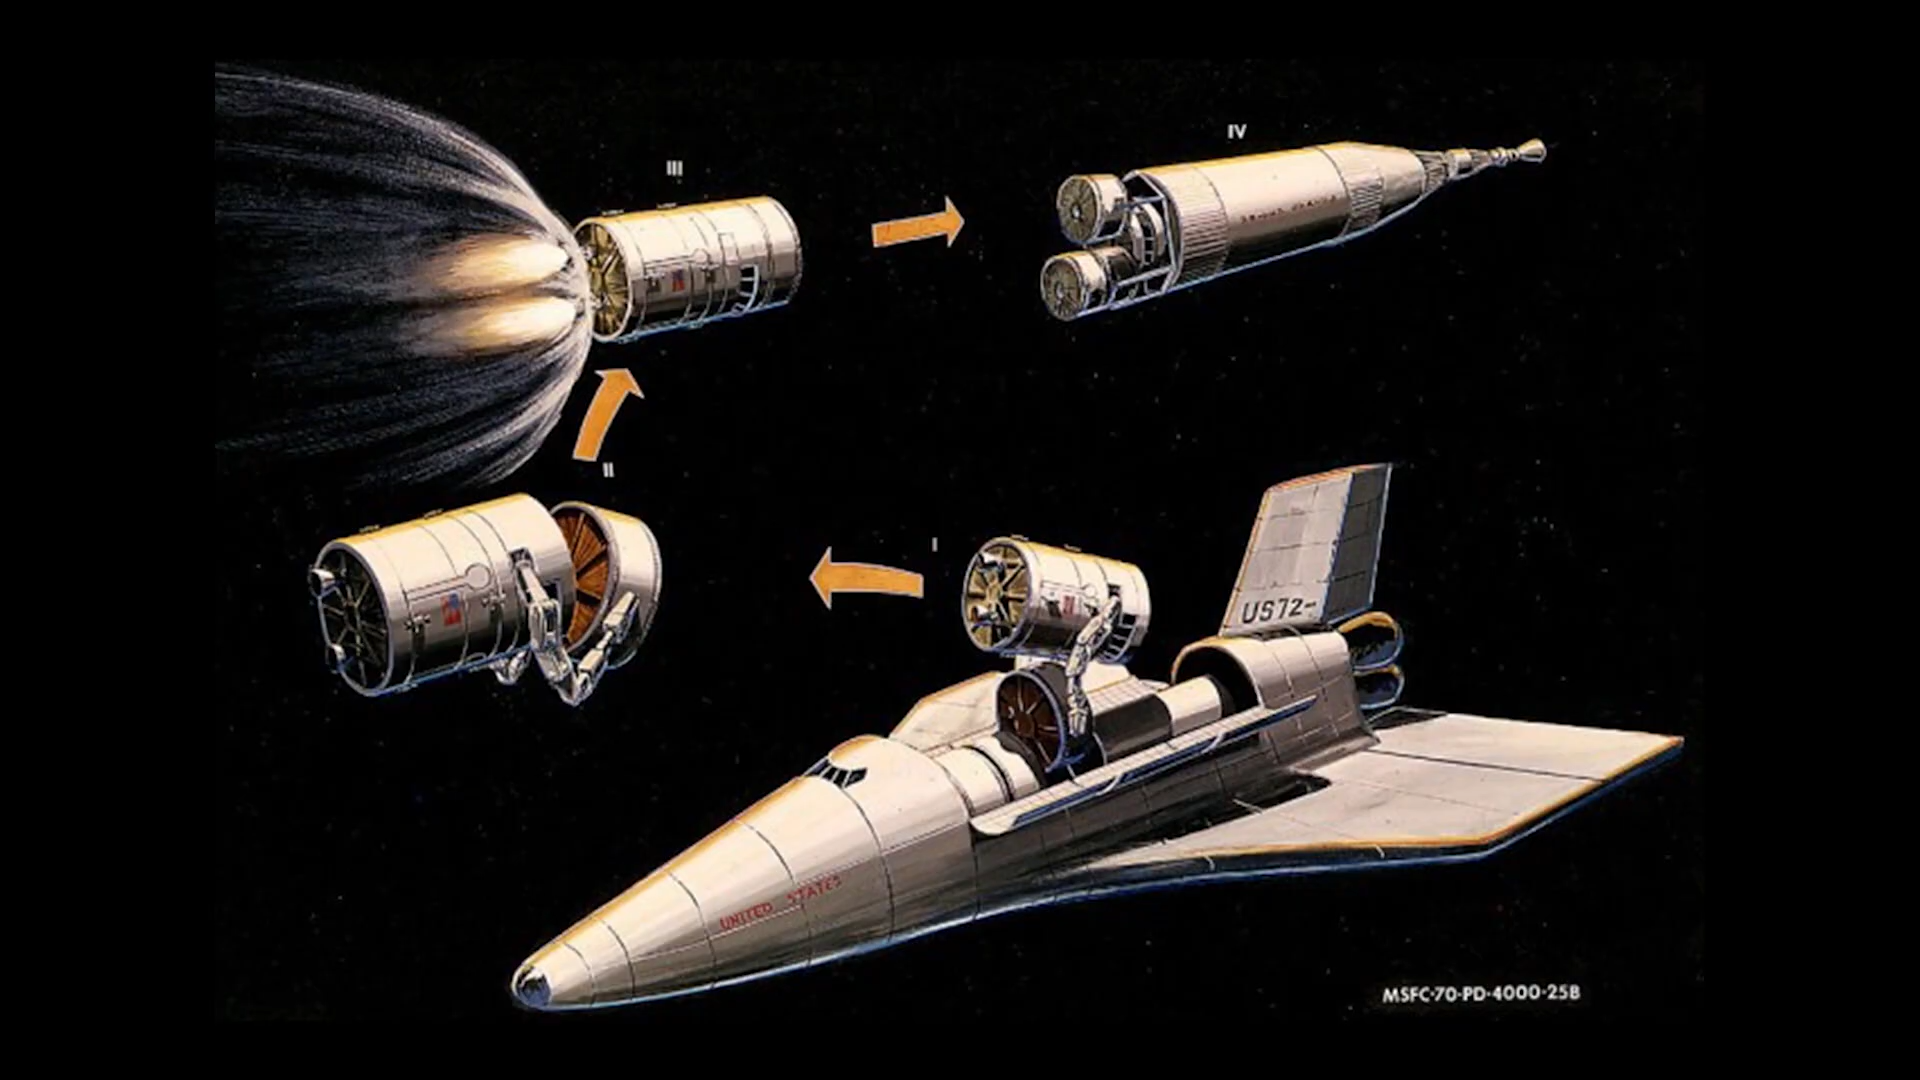 IV
III
II
I
US72-
UNITED STATES
MSFC-70-PD-4000-25B